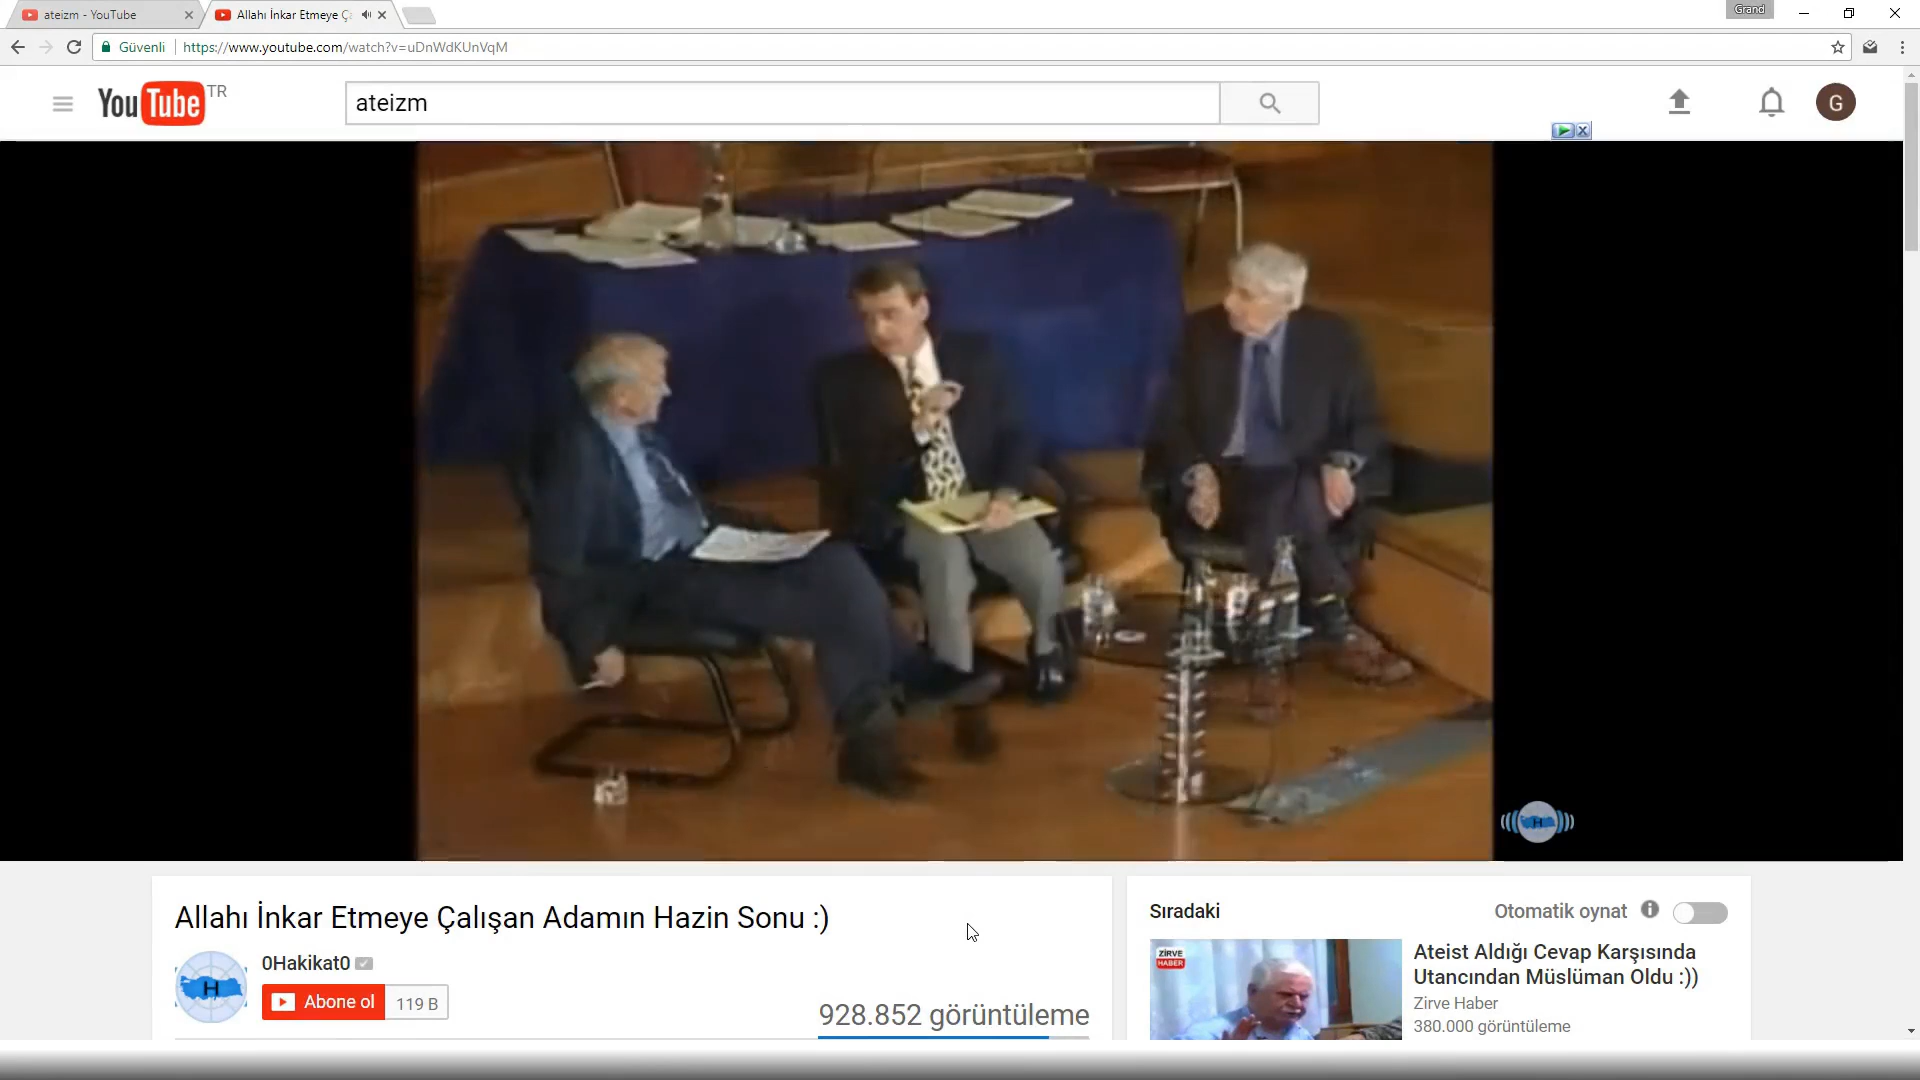 ateizm - YouTube
Allahı İnkar Etmeye Ç
Grand
Güvenli
https://www.youtube.com/watch?v=uDnWdKUnVqM
YouTube TR
ateizm
G
H
Allahı İnkar Etmeye Çalışan Adamın Hazin Sonu :)
H
0Hakikat0
Abone ol
119 B
928.852 görüntüleme
Sıradaki
Otomatik oynat
ZİRVE
HABER
Ateist Aldığı Cevap Karşısında
Utancından Müslüman Oldu :))
Zirve Haber
380.000 görüntüleme